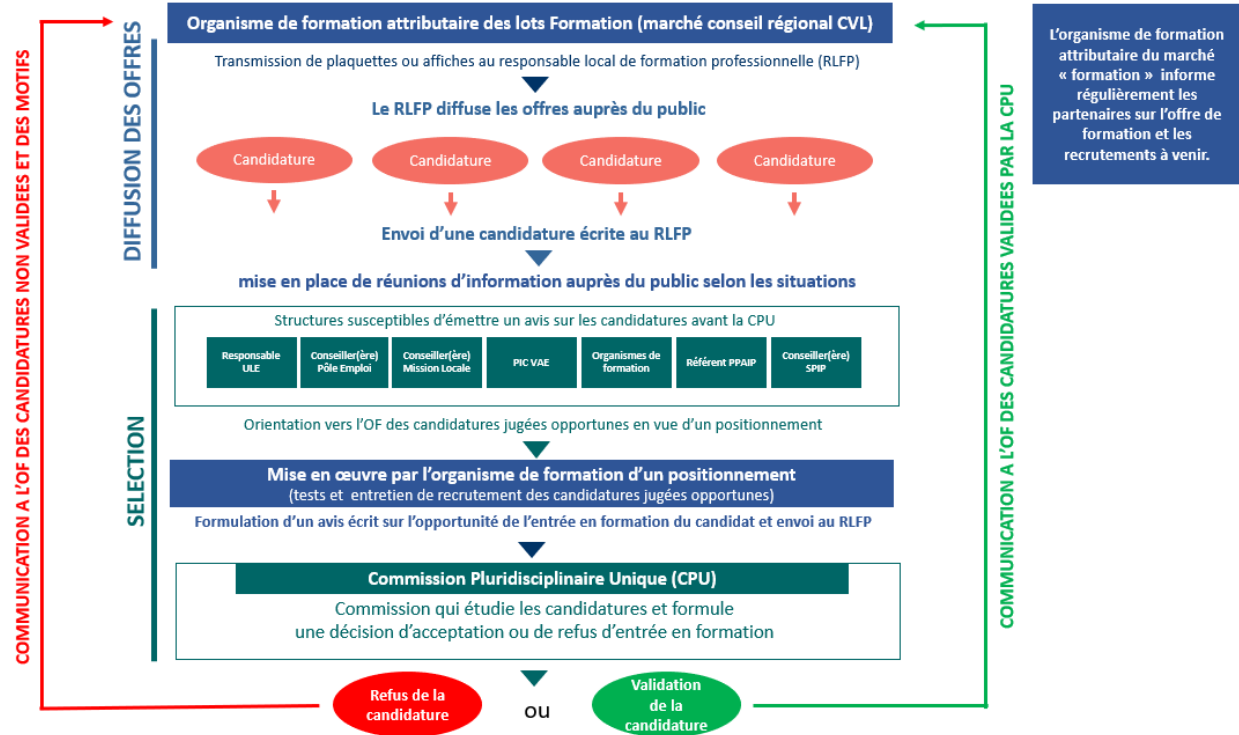 Organisme de formation attributaire des lots Formation (marché conseil régional CVL)
Transmission de plaquettes ou affiches au responsable local de formation professionnelle (RLFP)
Le RLFP diffuse les offres auprès du public
Candidature
Candidature
Candidature
Candidature
Envoi d'une candidature écrite au RLFP
mise en place de réunions d'information auprès du public selon les situations
DIFFUSION DES OFFRES
Structures susceptibles d'émettre un avis sur les candidatures avant la CPU
Responsable
ULE
Conseiller(ère)
Pôle Emploi
Conseiller(ère)
Mission Locale
PIC VAE
Organismes de
formation
Référent PPAIP
Conseiller(ère)
SPIP
Orientation vers l'OF des candidatures jugées opportunes en vue d'un positionnement
Mise en œuvre par l'organisme de formation d'un positionnement
(tests et entretien de recrutement des candidatures jugées opportunes)
Formulation d'un avis écrit sur l'opportunité de l'entrée en formation du candidat et envoi au RLFP
Commission Pluridisciplinaire Unique (CPU)
Commission qui étudie les candidatures et formule
une décision d'acceptation ou de refus d'entrée en formation
SELECTION
Refus de la
candidature
ou
Validation
de la
candidature
COMMUNICATION A L'OF DES CANDIDATURES NON VALIDEES ET DES MOTIFS
COMMUNICATION A L'OF DES CANDIDATURES VALIDEES PAR LA CPU
L'organisme de formation
attributaire du marché
« formation » informe
régulièrement les
partenaires sur l'offre de
formation et les
recrutements à venir.